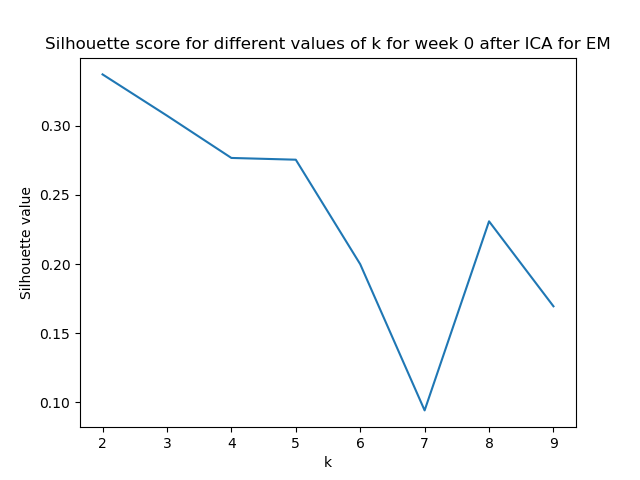 Silhouette score for different values of k for week 0 after ICA for EM
Silhouette value
0.30
0.25
0.20
0.15
0.10
2 3 4 5 6 7 8 9
k